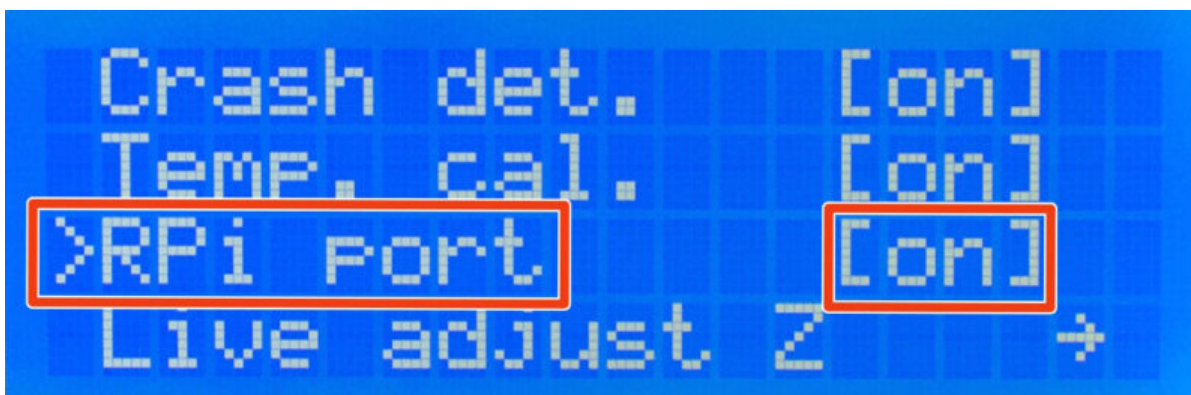 Crash det. [on]
Temp. cal. [on]
>RPi port [on]
Live adjust Z →